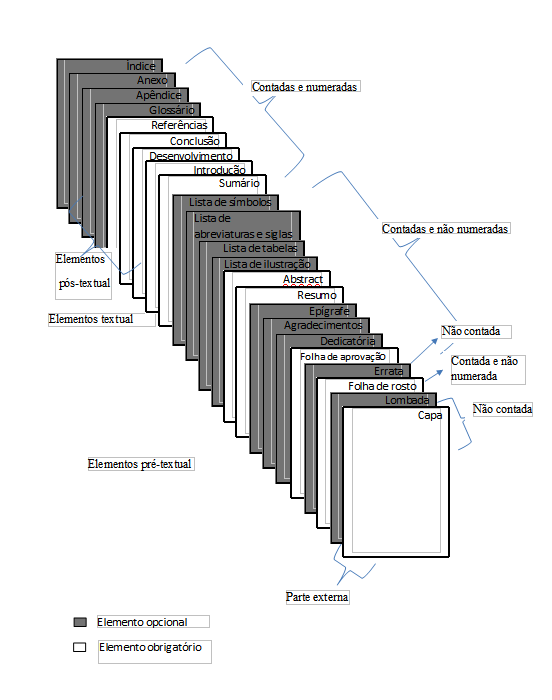 Índice
Anexo
Contadas e numeradas
Apêndice
Glossário
Referências
Conclusão
Desenvolvimento
Introdução
Sumário
Lista de símbolos
Lista de
abreviaturas e siglas
Contadas e não numeradas
Lista de tabelas
Elementos
pós-textual
Lista de ilustração
Abstract
Resumo
Epígrafe
Elementos textual
Agradecimentos
Não contada
Dedicatória
Folha de aprovação
Contada e não
numerada
Errata
Folha de rosto
Lombada
Não contada
Capa
Elementos pré-textual
Parte externa
Elemento opcional
Elemento obrigatório